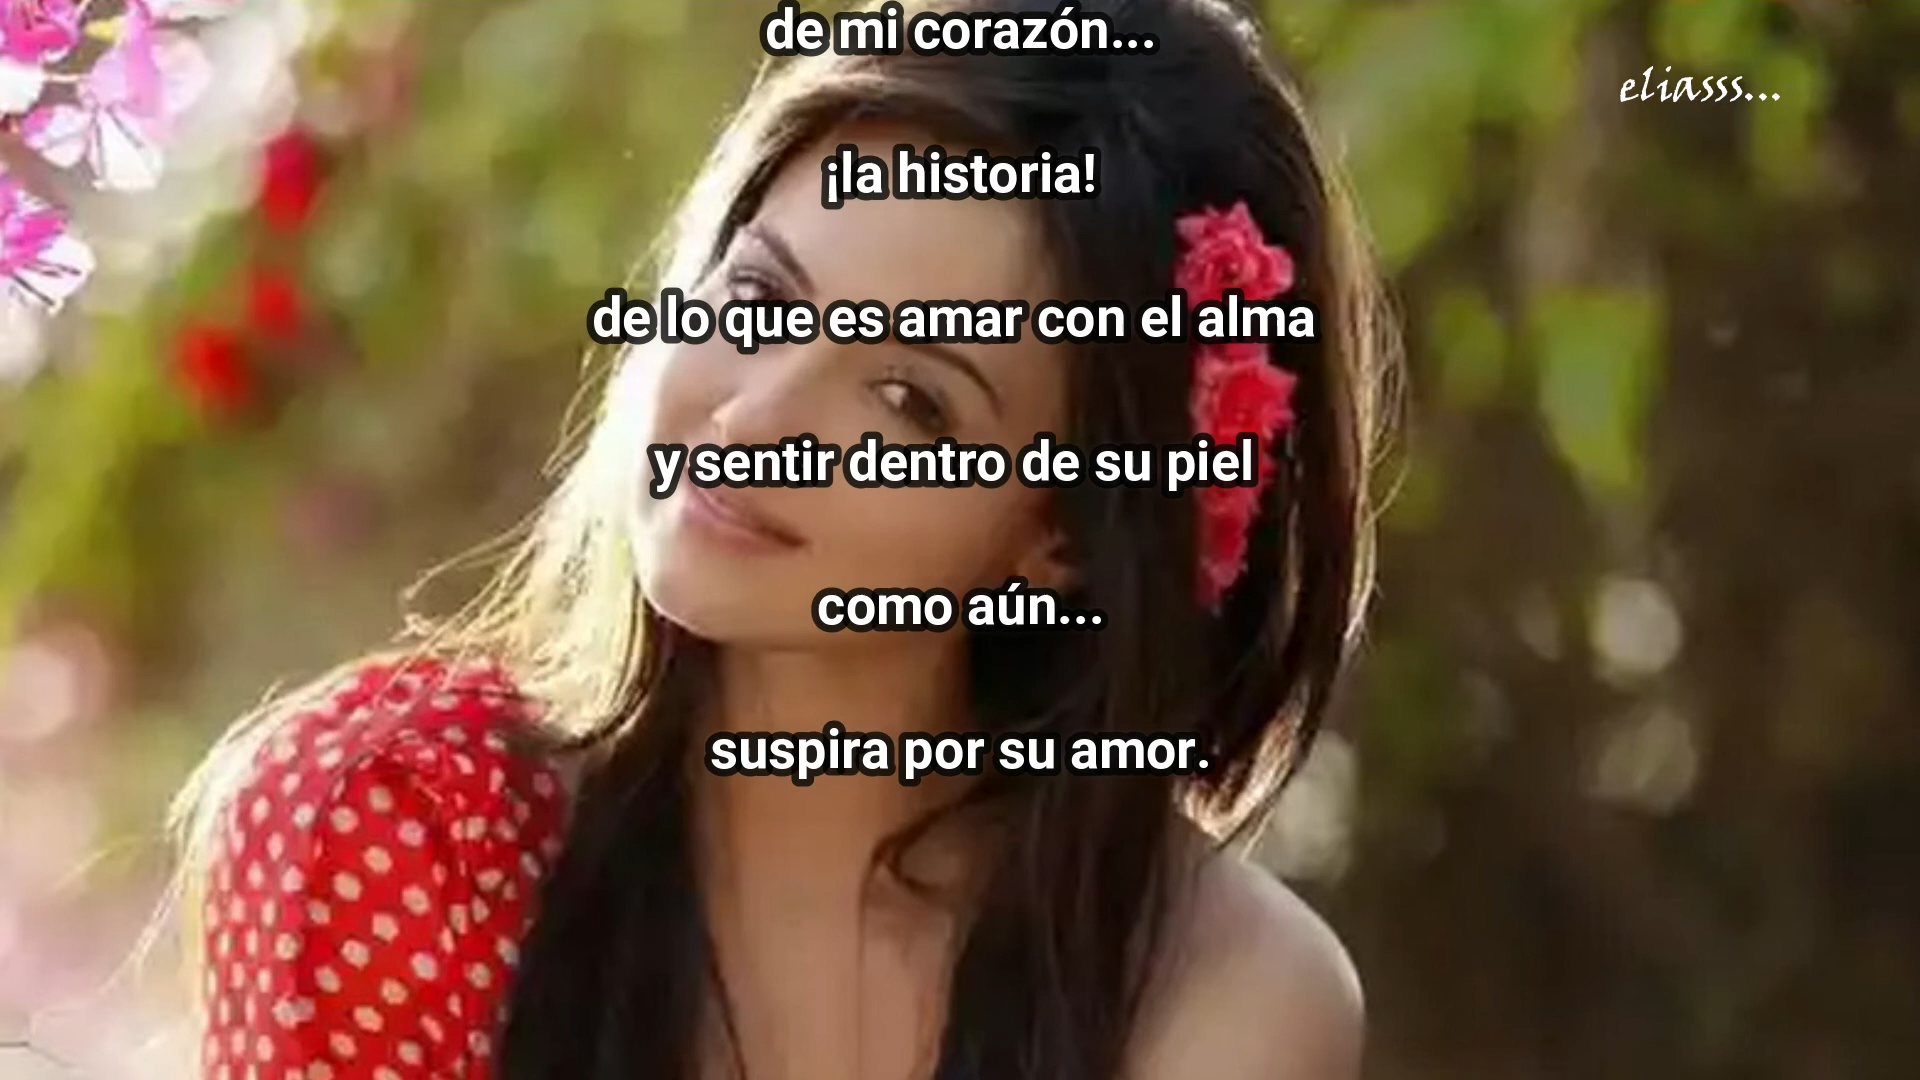 de mi corazón...
eliasss...
¡la historia!
de lo que es amar con el alma
y sentir dentro de su piel
como aún...
suspira por su amor.